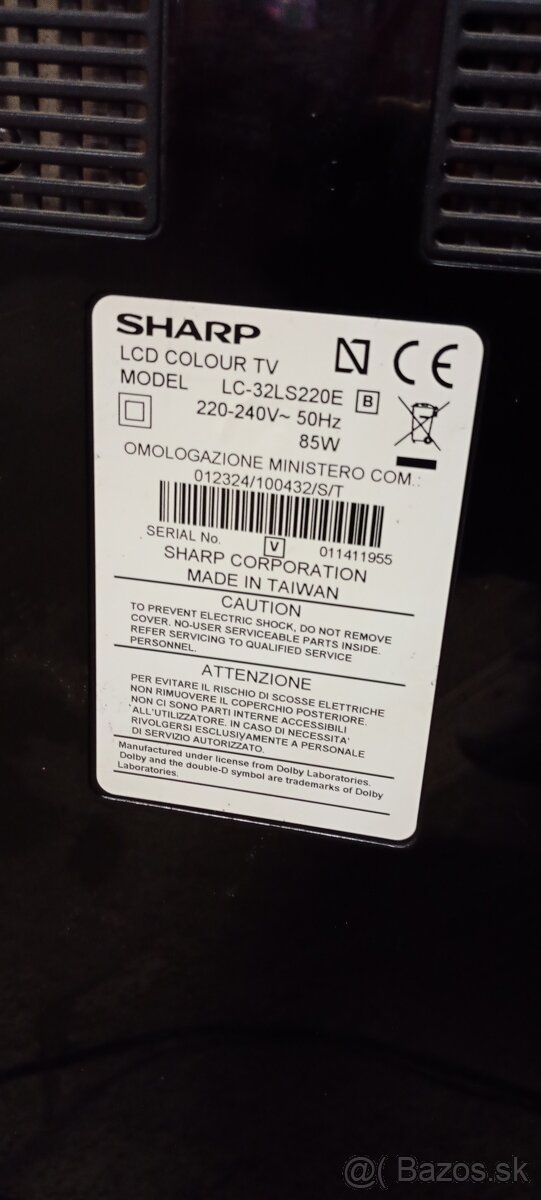 SHARP
LCD COLOUR TV
MODEL LC-32LS220E B
220-240V~ 50Hz
85W
OMOLOGAZIONE MINISTERO COM.:
012324/100432/S/T
SERIAL No. V 011411955
SHARP CORPORATION
MADE IN TAIWAN
CAUTION
TO PREVENT ELECTRIC SHOCK, DO NOT REMOVE
COVER. NO-USER SERVICEABLE PARTS INSIDE.
REFER SERVICING TO QUALIFIED SERVICE
PERSONNEL.
ATTENZIONE
PER EVITARE IL RISCHIO DI SCOSSE ELETTRICHE
NON RIMUOVERE IL COPERCHIO POSTERIORE.
NON CI SONO PARTI INTERNE ACCESSIBILI
ALL'UTILIZZATORE. IN CASO DI NECESSITA'
RIVOLGERSI ESCLUSIVAMENTE A PERSONALE
DI SERVIZIO AUTORIZZATO.
Manufactured under license from Dolby Laboratories.
Dolby and the double-D symbol are trademarks of Dolby
Laboratories.
@( Bazos.sk